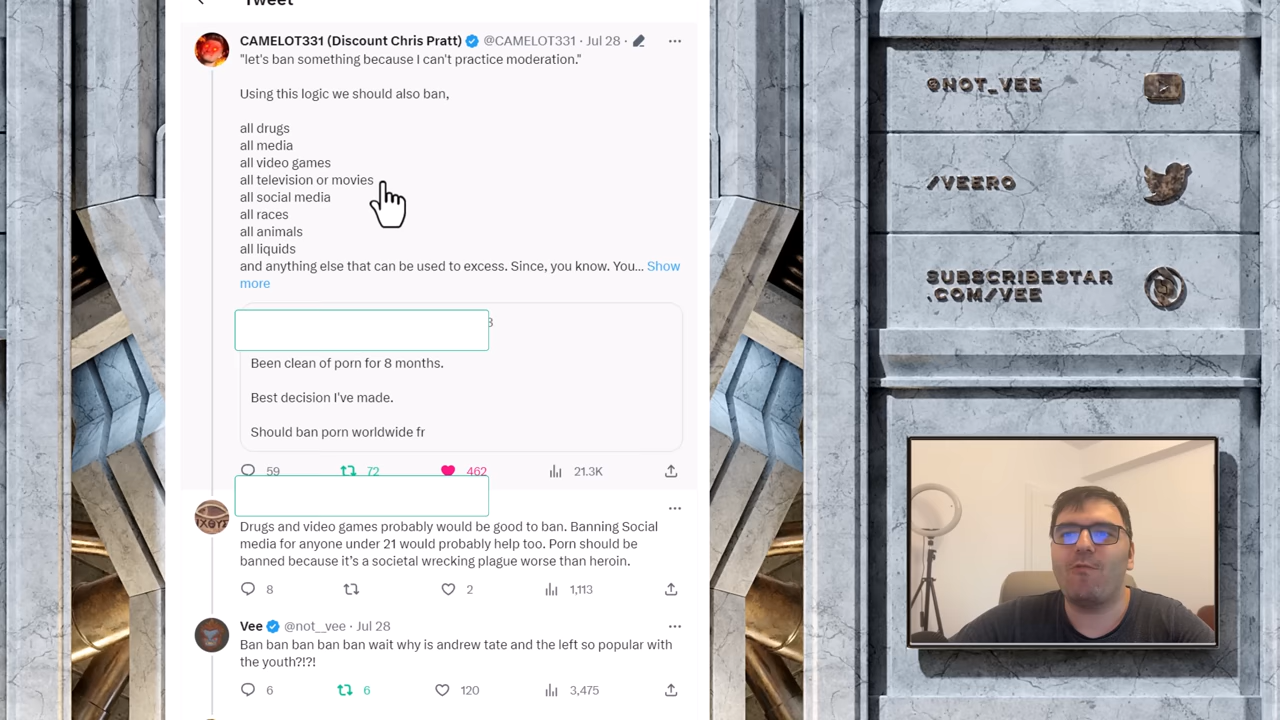 Tweet
CAMELOT331 (Discount Chris Pratt) @CAMELOT331 · Jul 28 ·
"let's ban something because I can't practice moderation."
Using this logic we should also ban,
all drugs
all media
all video games
all television or movies
all social media
all races
all animals
all liquids
and anything else that can be used to excess. Since, you know. You... Show
more
3
Been clean of porn for 8 months.
Best decision I've made.
Should ban porn worldwide fr
59 72 462 21.3K
Drugs and video games probably would be good to ban. Banning Social
media for anyone under 21 would probably help too. Porn should be
banned because it's a societal wrecking plague worse than heroin.
8 2 1,113
Vee @not__vee · Jul 28
Ban ban ban ban ban wait why is andrew tate and the left so popular with
the youth?!?!
6 6 120 3,475
@NOT_VEE
/VEERO
SUBSCRIBESTAR
.COM/VEE